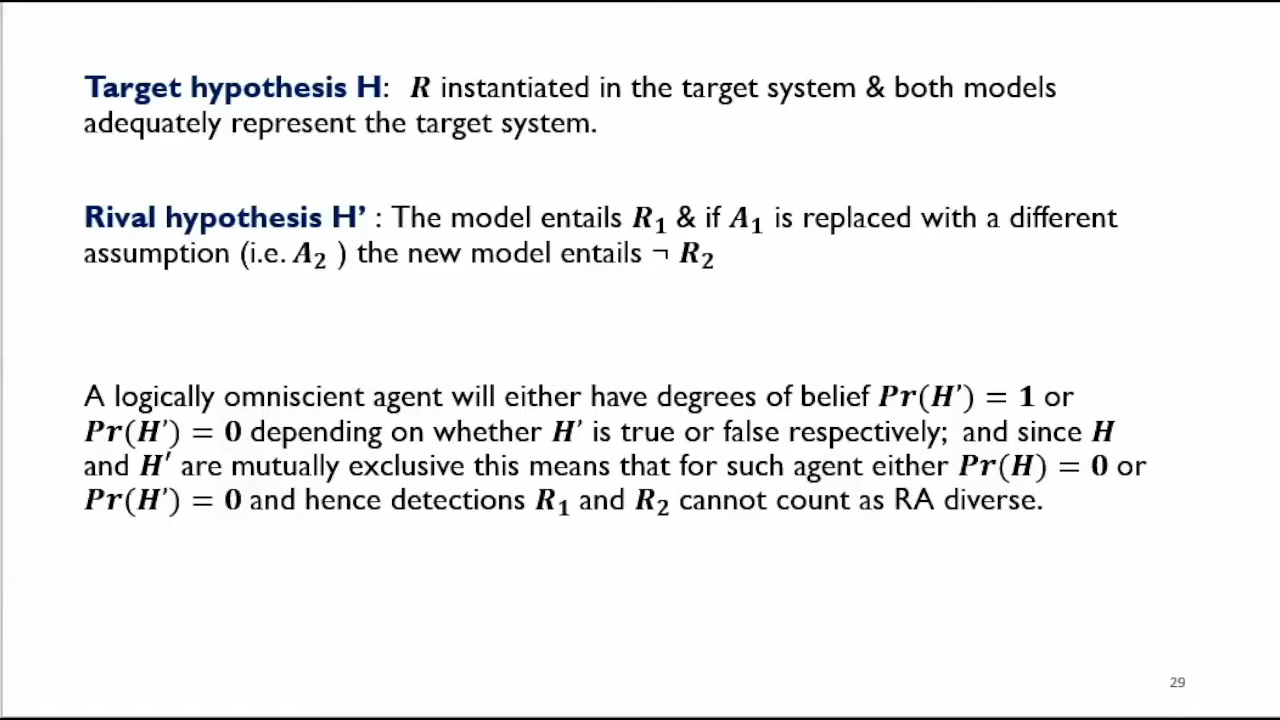 Target hypothesis H: R instantiated in the target system & both models
adequately represent the target system.
Rival hypothesis H’ : The model entails R₁ & if A₁ is replaced with a different
assumption (i.e. A₂ ) the new model entails ¬ R₂
A logically omniscient agent will either have degrees of belief Pr(H’) = 1 or
Pr(H’) = 0 depending on whether H’ is true or false respectively; and since H
and H′ are mutually exclusive this means that for such agent either Pr(H) = 0 or
Pr(H’) = 0 and hence detections R₁ and R₂ cannot count as RA diverse.
29